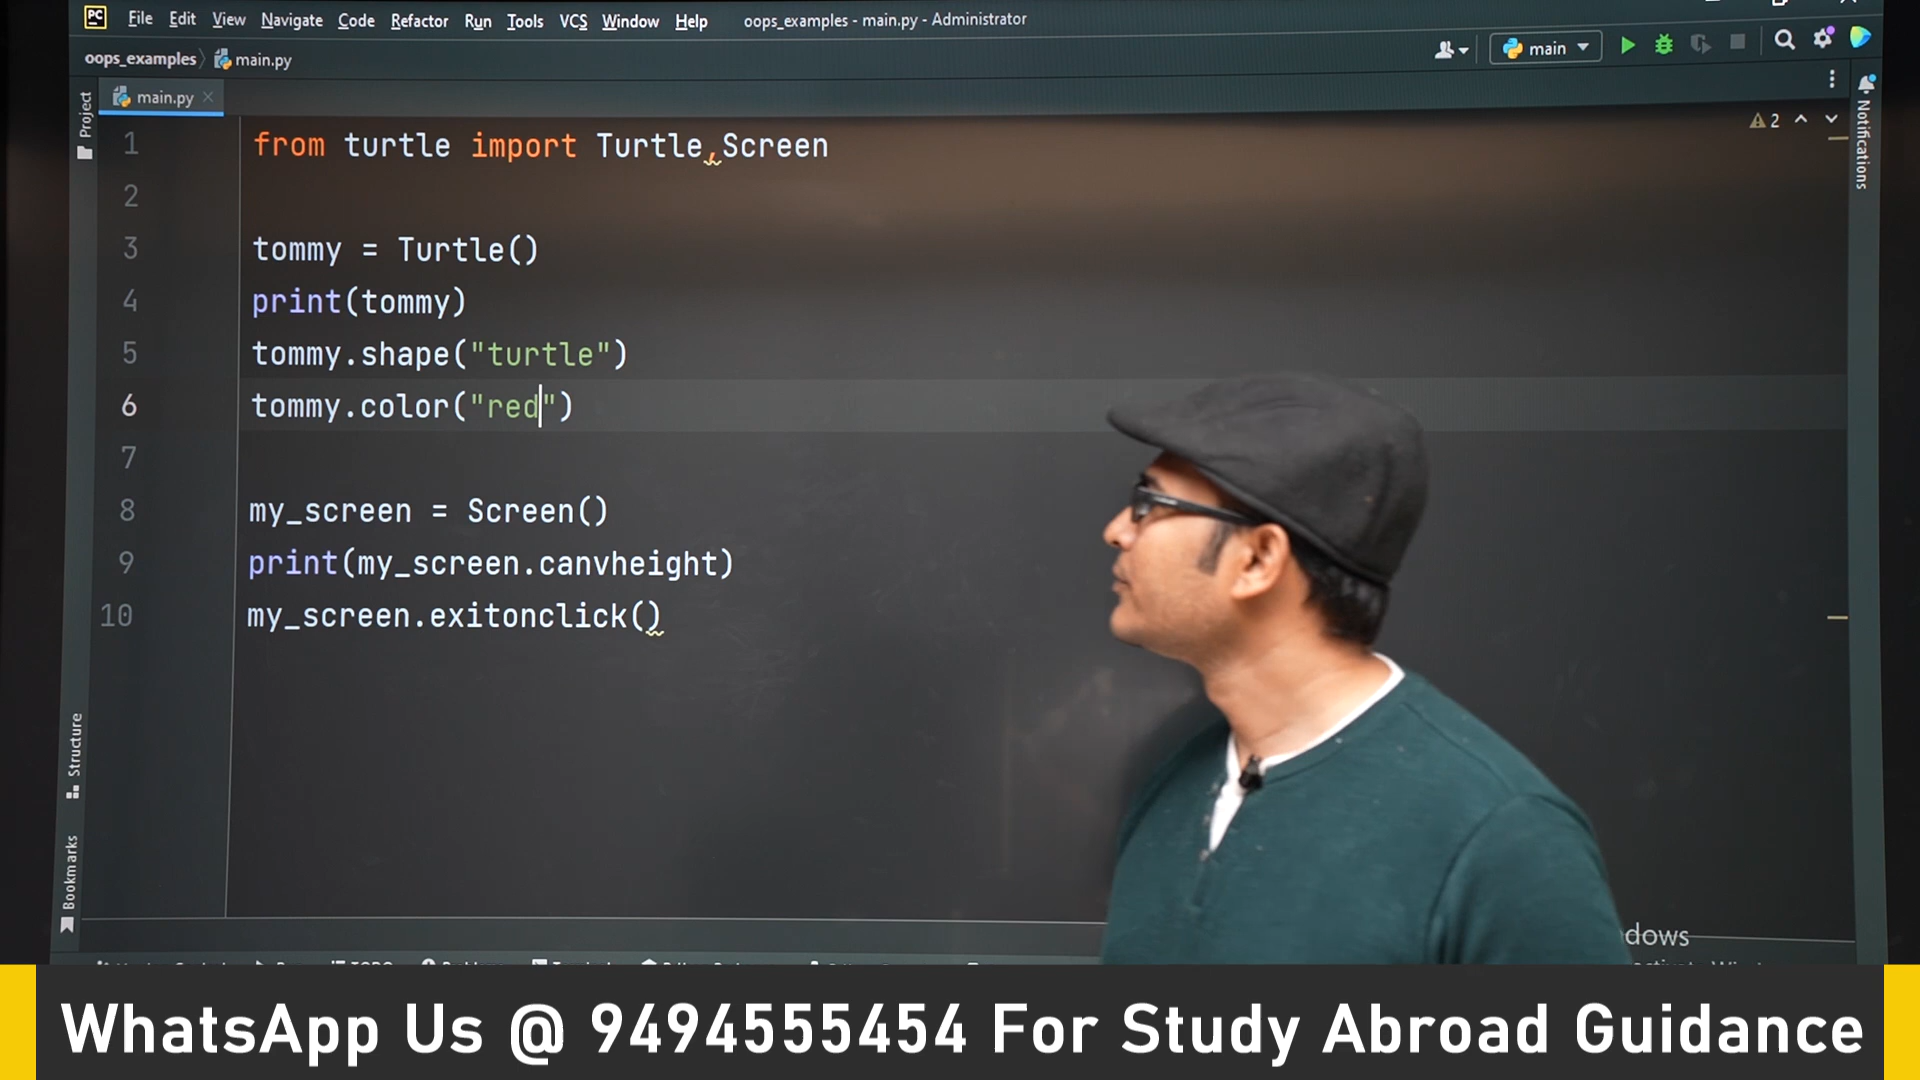 PC File Edit View Navigate Code Refactor Run Tools VCS Window Help oops_examples - main.py - Administrator
oops_examples main.py main
main.py
2
Project
Notifications
1 from turtle import Turtle,Screen
2
3 tommy = Turtle()
4 print(tommy)
5 tommy.shape("turtle")
6 tommy.color("red")
7
8 my_screen = Screen()
9 print(my_screen.canvheight)
10 my_screen.exitonclick()
Structure
Bookmarks
WhatsApp Us @ 9494555454 For Study Abroad Guidance